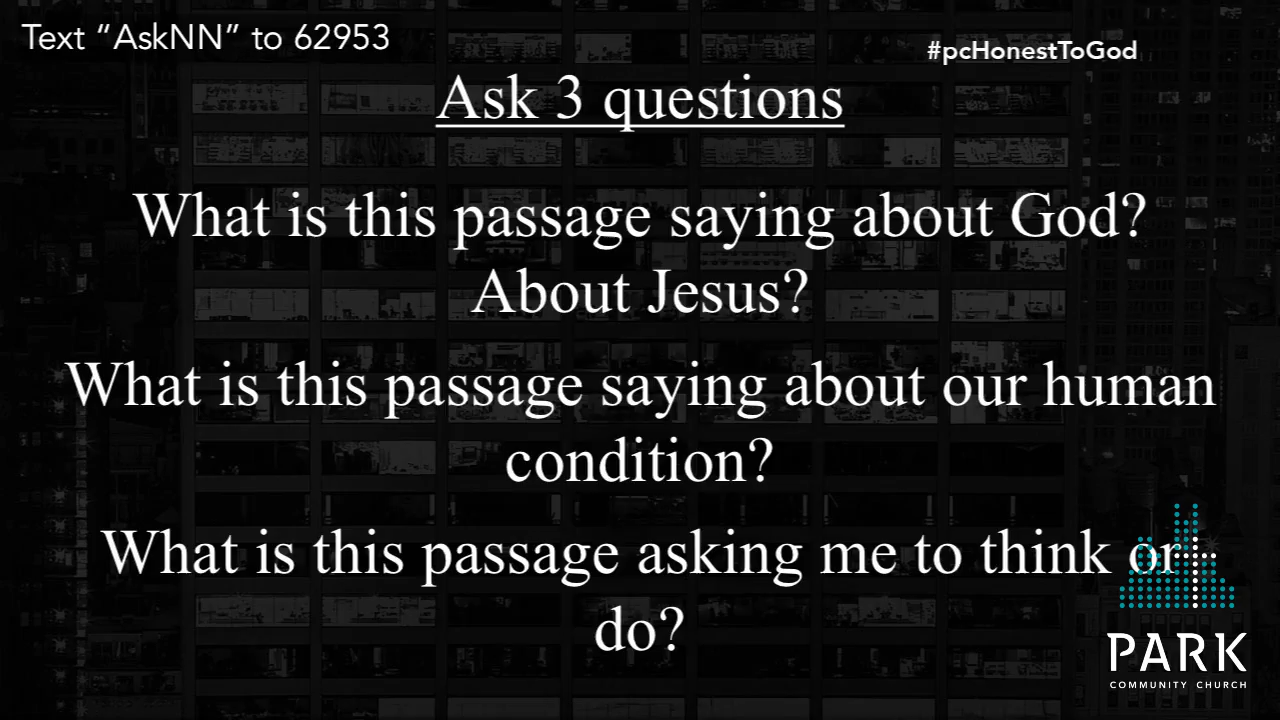 Text “AskNN” to 62953
#pcHonestToGod
Ask 3 questions
What is this passage saying about God?
About Jesus?
What is this passage saying about our human
condition?
What is this passage asking me to think or
do?
PARK
COMMUNITY CHURCH